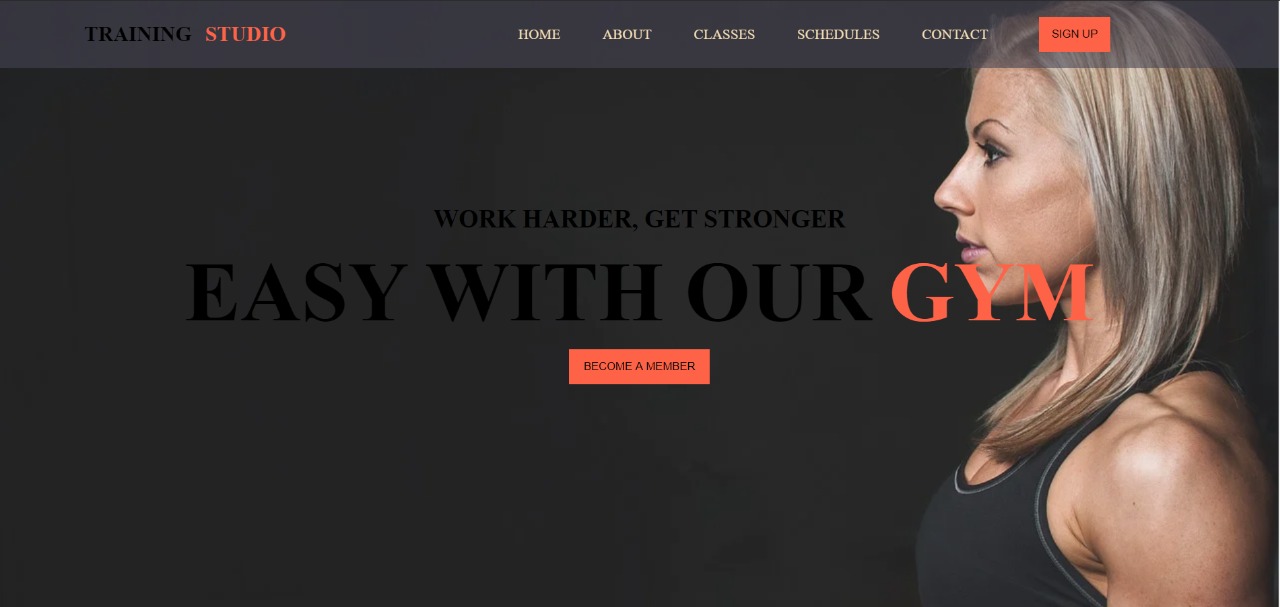 TRAINING STUDIO
HOME ABOUT CLASSES SCHEDULES CONTACT SIGN UP
WORK HARDER, GET STRONGER
EASY WITH OUR GYM
BECOME A MEMBER